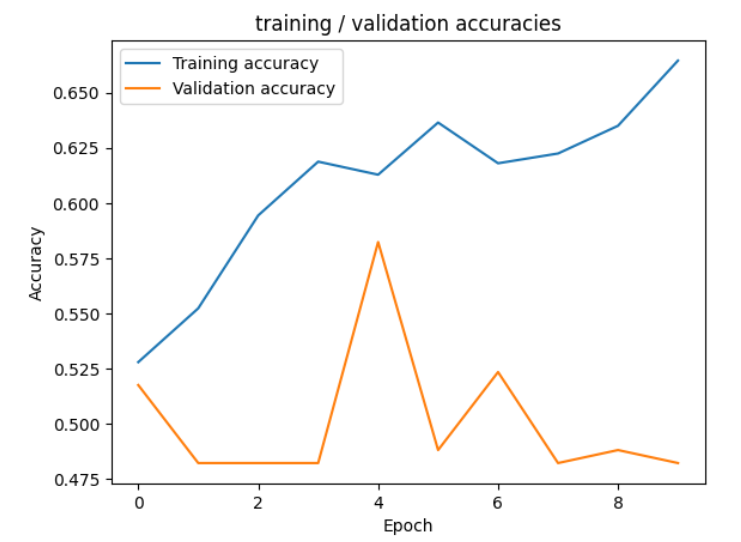 training / validation accuracies
Training accuracy
Validation accuracy
0.650
0.625
0.600
0.575
0.550
0.525
0.500
0.475
Accuracy
0 2 4 6 8
Epoch